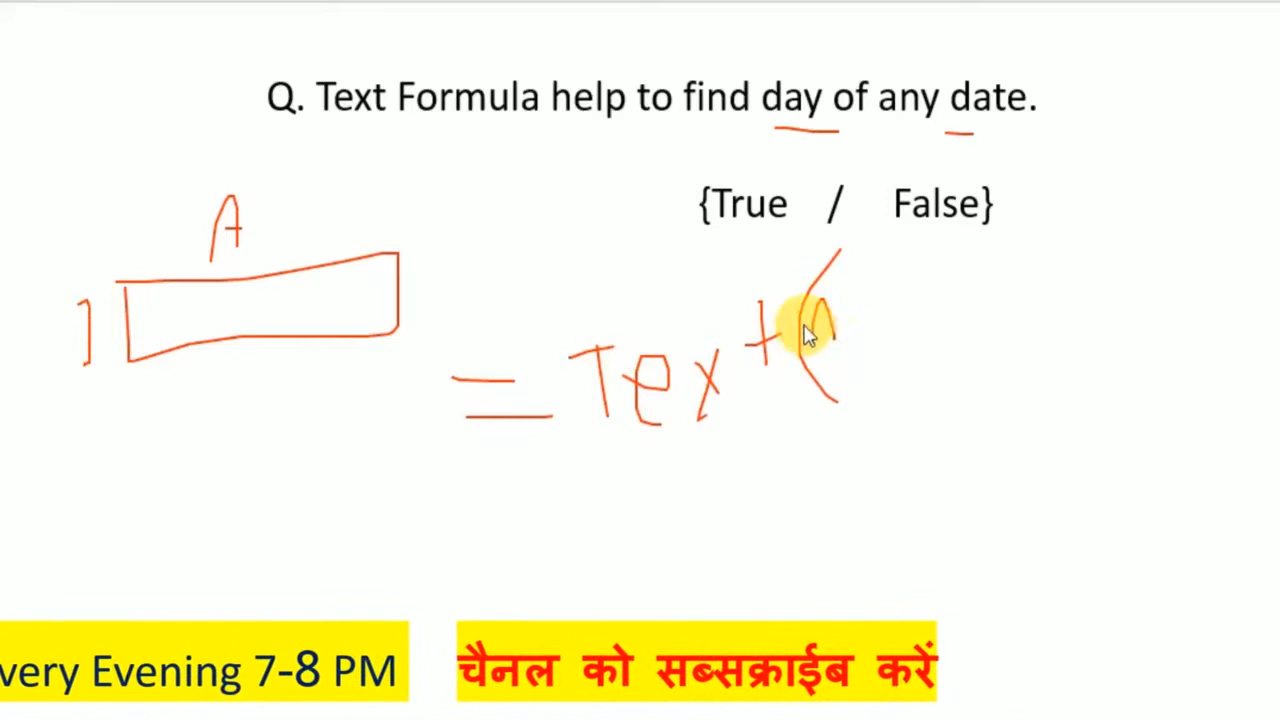 Q. Text Formula help to find day of any date.
{True / False}
A
1
= Text(A
very Evening 7-8 PM चैनल को सब्सक्राईब करें